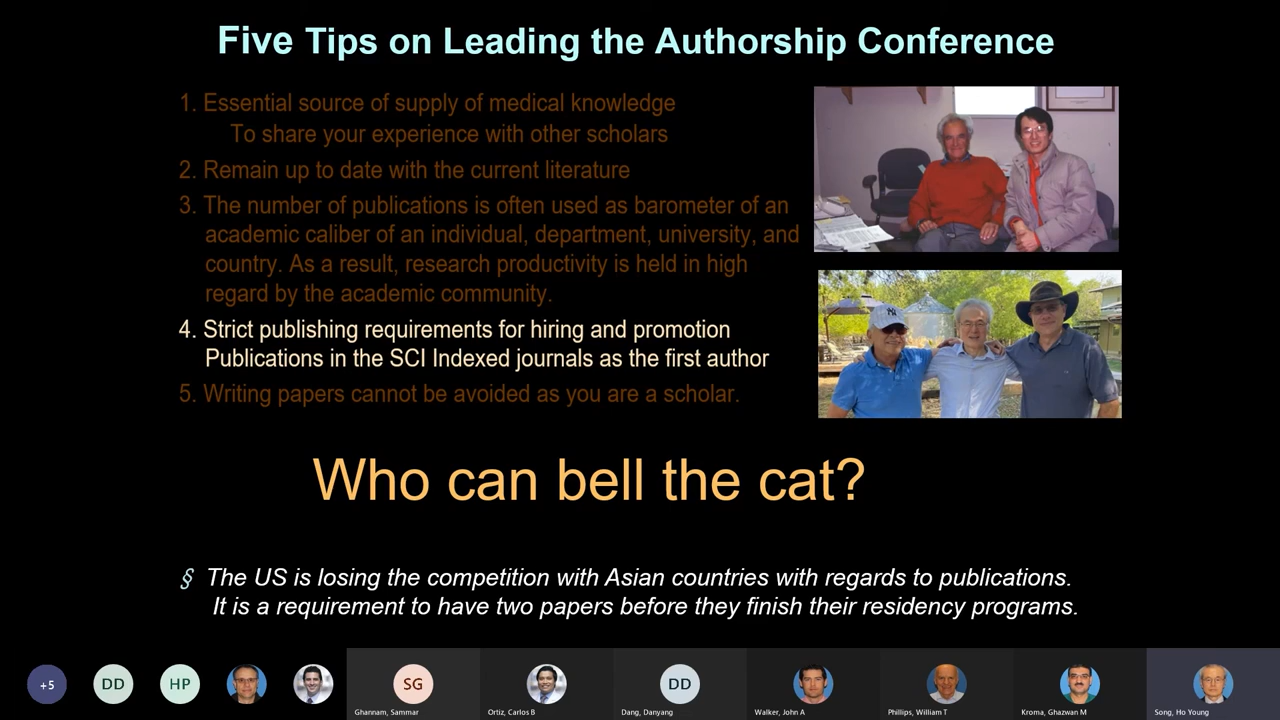 Five Tips on Leading the Authorship Conference
1. Essential source of supply of medical knowledge
To share your experience with other scholars
2. Remain up to date with the current literature
3. The number of publications is often used as barometer of an
academic caliber of an individual, department, university, and
country. As a result, research productivity is held in high
regard by the academic community.
4. Strict publishing requirements for hiring and promotion
Publications in the SCI Indexed journals as the first author
5. Writing papers cannot be avoided as you are a scholar.
Who can bell the cat?
§ The US is losing the competition with Asian countries with regards to publications.
It is a requirement to have two papers before they finish their residency programs.
+5
DD
HP
SG
DD
Ghannam, Sammar
Ortiz, Carlos B
Dang, Danyang
Walker, John A
Phillips, William T
Kroma, Ghazwan M
Song, Ho Young